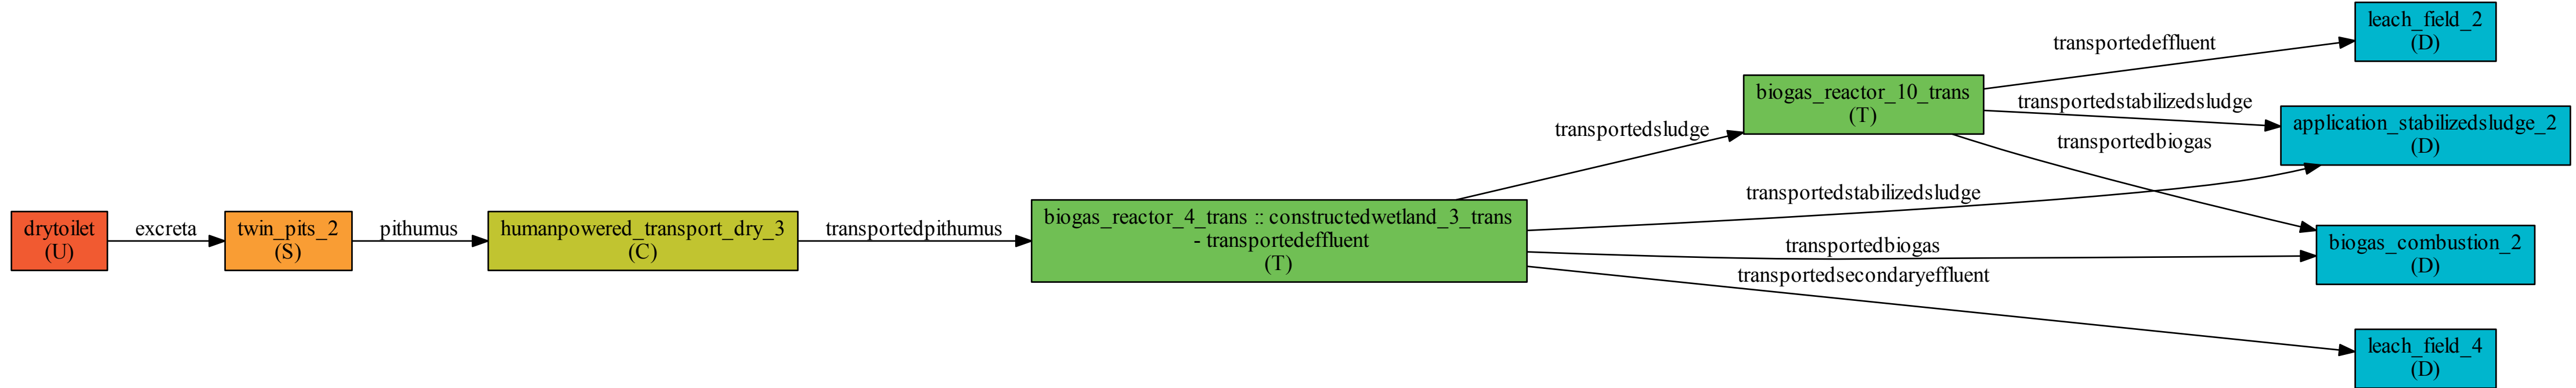 drytoilet
(U)
excreta
twin_pits_2
(S)
pithumus
humanpowered_transport_dry_3
(C)
transportedpithumus
biogas_reactor_4_trans :: constructedwetland_3_trans
- transportedeffluent
(T)
transportedsludge
biogas_reactor_10_trans
(T)
transportedeffluent
transportedstabilizedsludge
transportedbiogas
transportedstabilizedsludge
transportedbiogas
transportedsecondaryeffluent
leach_field_2
(D)
application_stabilizedsludge_2
(D)
biogas_combustion_2
(D)
leach_field_4
(D)